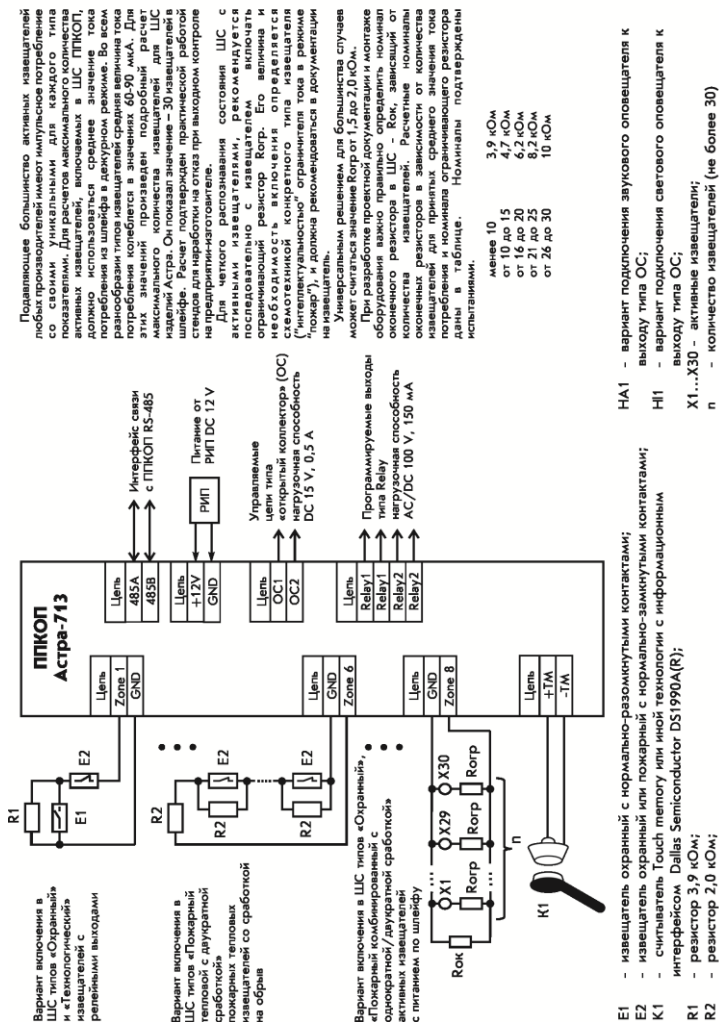 Вариант включения в
ШС типов «Охранный»
и «Технологический»
извещателей с
релейными выходами
R1
E1
E2
Вариант включения в
ШС типов «Пожарный
тепловой с двукратной
сработкой»
пожарных тепловых
извещателей со сработкой
на обрыв
R2
R2
E2
R2
E2
Вариант включения в ШС типов «Охранный»,
«Пожарный комбинированный с
однократной/двукратной сработкой»
активных извещателей
с питанием по шлейфу
Rок
X1
Rогр
X29
Rогр
X30
Rогр
n
К1
ППКОП
Астра-713
Цепь
Zone 1
GND
Цепь
GND
Zone 6
Цепь
GND
Zone 8
Цепь
+TM
-TM
Цепь
485A
485B
Цепь
+12V
GND
Цепь
OC1
OC2
Цепь
Relay1
Relay1
Relay2
Relay2
Интерфейс связи
с ППКОП RS-485
РИП
Питание от
РИП DC 12 V
Управляемые
цепи типа
«открытый коллектор» (ОС)
нагрузочная способность
DC 15 V, 0,5 А
Программируемые выходы
типа Relay
нагрузочная способность
AC/DC 100 V, 150 мА
Подавляющее большинство активных извещателей
любых производителей имеют импульсное потребление
со своими уникальными для каждого типа
показателями. Для расчетов максимального количества
активных извещателей, включаемых в ШС ППКОП,
должно использоваться среднее значение тока
потребления из шлейфа в дежурном режиме. Во всем
разнообразии типов извещателей средняя величина тока
потребления колеблется в значениях 60-90 мкА. Для
этих значений произведен подробный расчет
максимального количества извещателей для ШС
изделий Астра. Он показал значение – 30 извещателей в
шлейфе. Расчет подтвержден практической работой
стендов для наработки на отказ при выходном контроле
на предприятии-изготовителе.
Для четкого распознавания состояния ШС с
активными извещателями, рекомендуется
последовательно с извещателем включать
ограничивающий резистор Rогр. Его величина и
необходимость включения определяется
схемотехникой конкретного типа извещателя
("интеллектуальностью" ограничителя тока в режиме
"пожар"), и должна рекомендоваться в документации
на извещатель.
Универсальным решением для большинства случаев
может считаться значение Rогр от 1,5 до 2,0 кОм.
При разработке проектной документации и монтаже
оборудования важно правильно определить номинал
оконечного резистора в ШС - Rок, зависящий от
количества извещателей. Расчетные номиналы
оконечных резисторов в зависимости от количества
извещателей для принятых среднего значения тока
потребления и номинала ограничивающего резистора
даны в таблице. Номиналы подтверждены
испытаниями.
менее 10 3,9 кОм
от 10 до 15 4,7 кОм
от 16 до 20 6,2 кОм
от 21 до 25 8,2 кОм
от 26 до 30 10 кОм
E1 - извещатель охранный с нормально-разомкнутыми контактами;
E2 - извещатель охранный или пожарный с нормально-замкнутыми контактами;
К1 - считыватель Touch memory или иной технологии с информационным
интерфейсом Dallas Semiconductor DS1990A(R);
R1 - резистор 3,9 кОм;
R2 - резистор 2,0 кОм;
HA1 - вариант подключения звукового оповещателя к
выходу типа ОС;
HI1 - вариант подключения светового оповещателя к
выходу типа ОС;
X1...X30 - активные извещатели;
n - количество извещателей (не более 30)